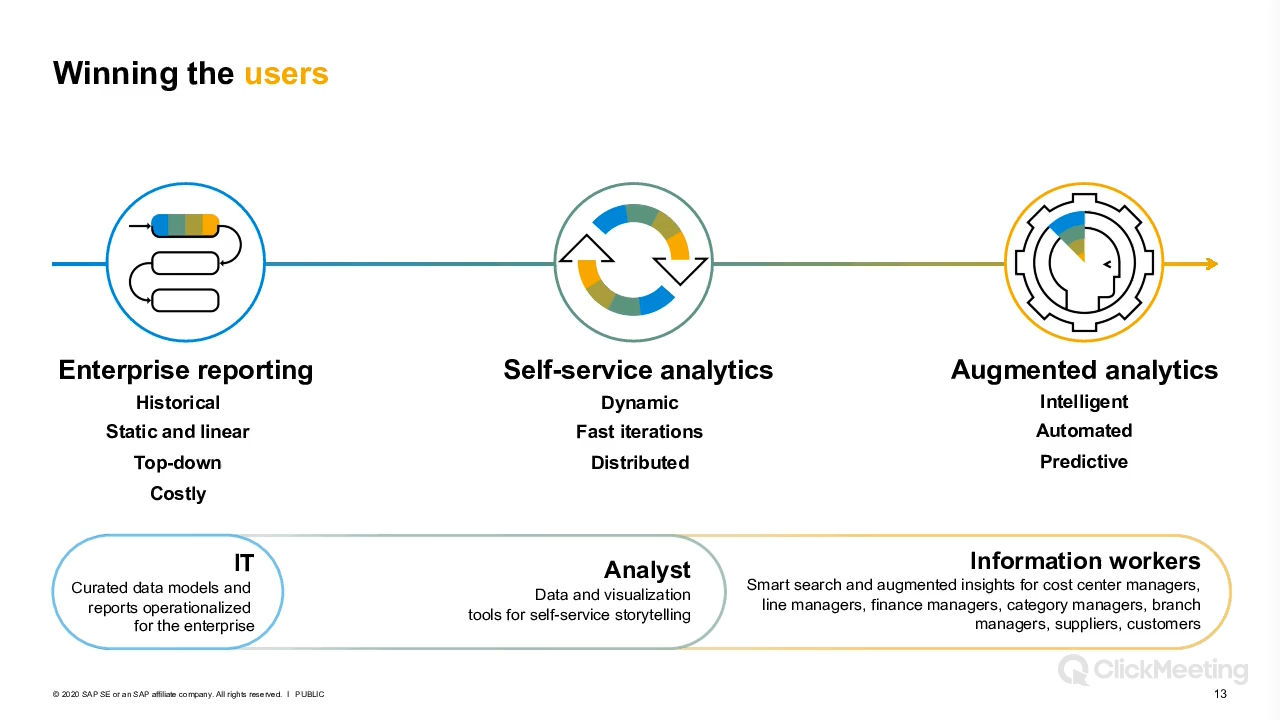 Winning the users
Enterprise reporting
Historical
Static and linear
Top-down
Costly
Self-service analytics
Dynamic
Fast iterations
Distributed
Augmented analytics
Intelligent
Automated
Predictive
IT
Curated data models and
reports operationalized
for the enterprise
Analyst
Data and visualization
tools for self-service storytelling
Information workers
Smart search and augmented insights for cost center managers,
line managers, finance managers, category managers, branch
managers, suppliers, customers
ClickMeeting
© 2020 SAP SE or an SAP affiliate company. All rights reserved. I PUBLIC
13